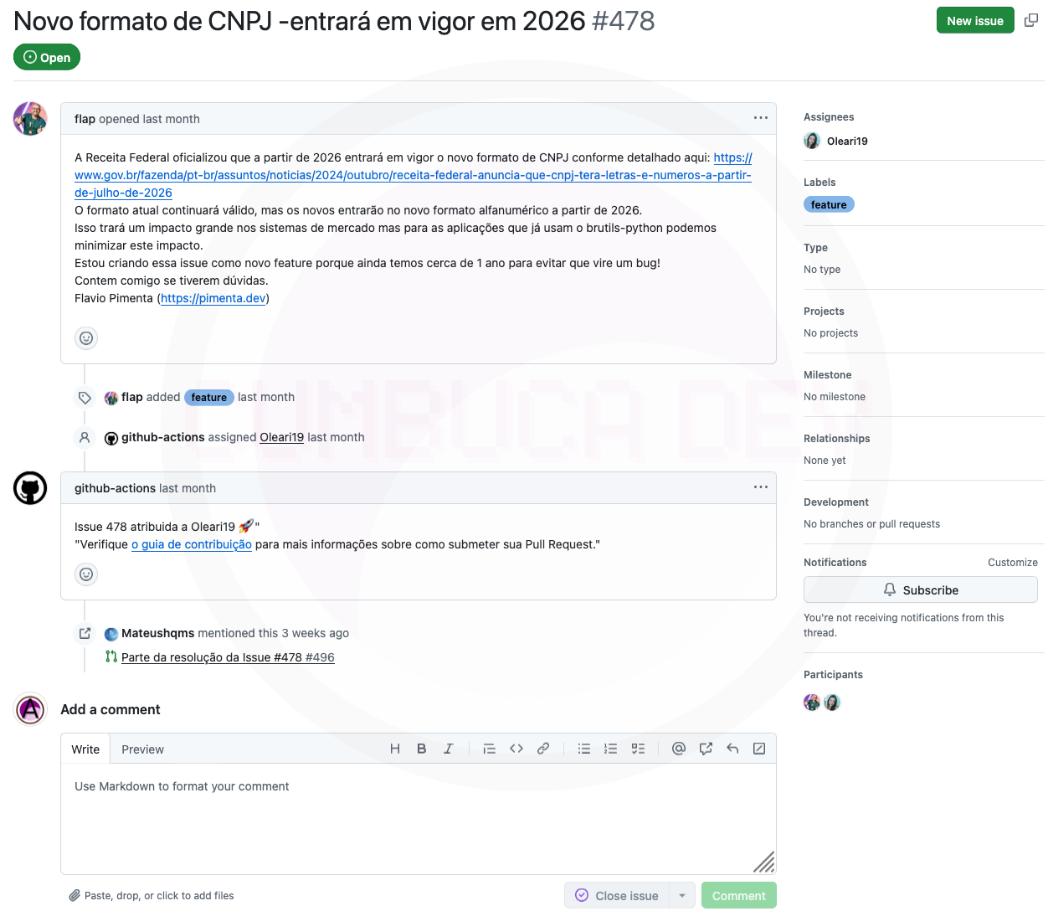 Novo formato de CNPJ -entrará em vigor em 2026 #478
New issue
Open
flap opened last month
A Receita Federal oficializou que a partir de 2026 entrará em vigor o novo formato de CNPJ conforme detalhado aqui: https://
www.gov.br/fazenda/pt-br/assuntos/noticias/2024/outubro/receita-federal-anuncia-que-cnpj-tera-letras-e-numeros-a-partir-
de-julho-de-2026
O formato atual continuará válido, mas os novos entrarão no novo formato alfanumérico a partir de 2026.
Isso trará um impacto grande nos sistemas de mercado mas para as aplicações que já usam o brutils-python podemos
minimizar este impacto.
Estou criando essa issue como novo feature porque ainda temos cerca de 1 ano para evitar que vire um bug!
Contem comigo se tiverem dúvidas.
Flavio Pimenta (https://pimenta.dev)
flap added feature last month
github-actions assigned Oleari19 last month
github-actions last month
Issue 478 atribuida a Oleari19 🚀"
"Verifique o guia de contribuição para mais informações sobre como submeter sua Pull Request."
Mateushqms mentioned this 3 weeks ago
Parte da resolução da Issue #478 #496
Add a comment
Write Preview
Use Markdown to format your comment
Paste, drop, or click to add files
Close issue
Comment
Assignees
Oleari19
Labels
feature
Type
No type
Projects
No projects
Milestone
No milestone
Relationships
None yet
Development
No branches or pull requests
Notifications Customize
Subscribe
You're not receiving notifications from this
thread.
Participants
CUMBUCA DEV